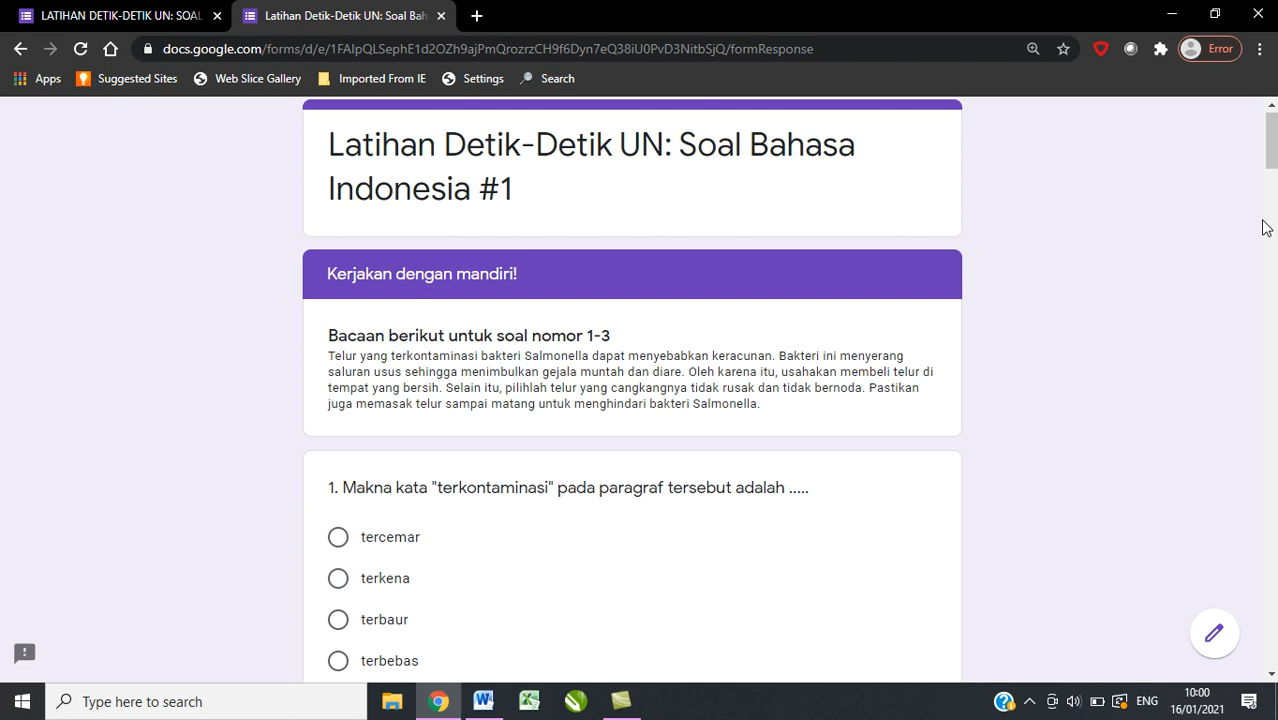 LATIHAN DETIK-DETIK UN: SOAL
Latihan Detik-Detik UN: Soal Bah
docs.google.com/forms/d/e/1FAIpQLSephE1d2OZh9ajPmQrozrzCH9f6Dyn7eQ38iU0PvD3NitbSjQ/formResponse
Error
Apps
Suggested Sites
Web Slice Gallery
Imported From IE
Settings
Search
Latihan Detik-Detik UN: Soal Bahasa
Indonesia #1
Kerjakan dengan mandiri!
Bacaan berikut untuk soal nomor 1-3
Telur yang terkontaminasi bakteri Salmonella dapat menyebabkan keracunan. Bakteri ini menyerang
saluran usus sehingga menimbulkan gejala muntah dan diare. Oleh karena itu, usahakan membeli telur di
tempat yang bersih. Selain itu, pilihlah telur yang cangkangnya tidak rusak dan tidak bernoda. Pastikan
juga memasak telur sampai matang untuk menghindari bakteri Salmonella.
1. Makna kata "terkontaminasi" pada paragraf tersebut adalah .....
tercemar
terkena
terbaur
terbebas
Type here to search
ENG
10:00
16/01/2021